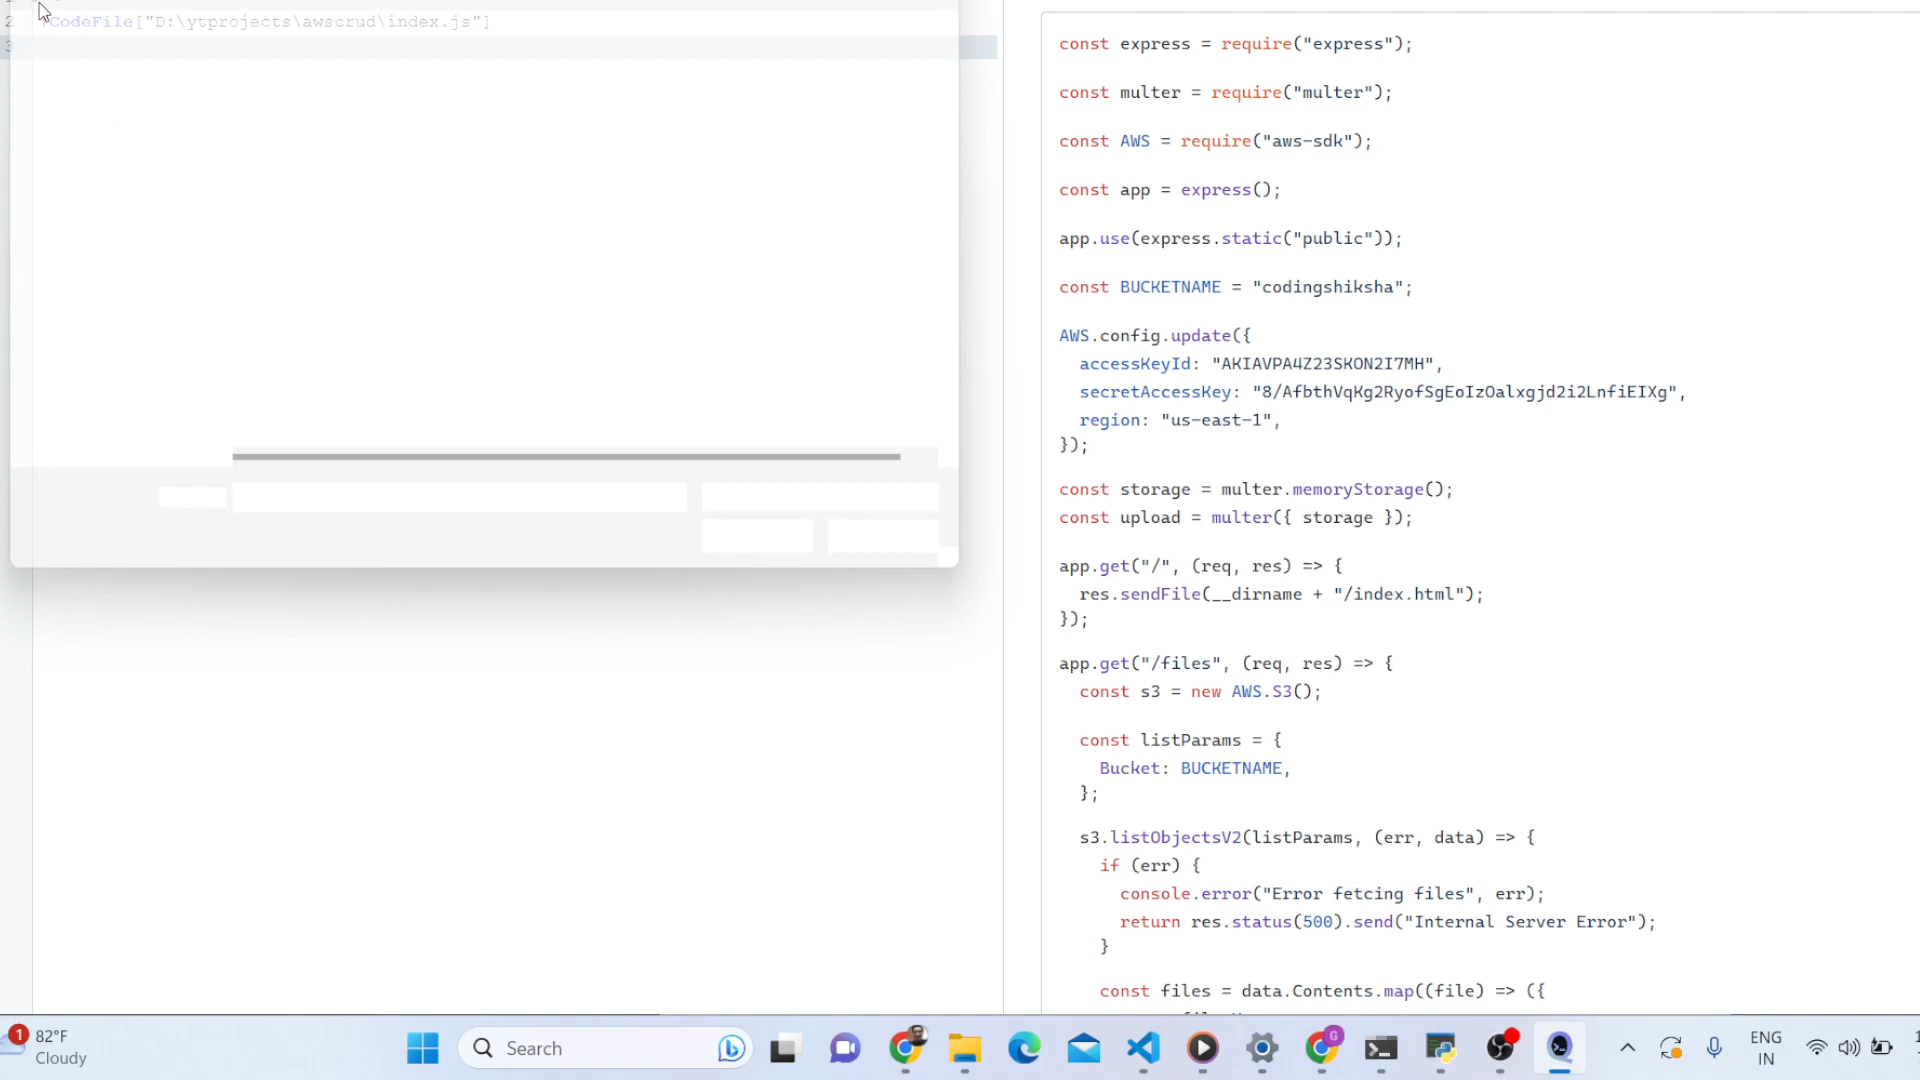 2 .CodeFile["D:\ytprojects\awscrud\index.js"]
3
const express = require("express");
const multer = require("multer");
const AWS = require("aws-sdk");
const app = express();
app.use(express.static("public"));
const BUCKETNAME = "codingshiksha";
AWS.config.update({
  accessKeyId: "AKIAVPA4Z23SKON2I7MH",
  secretAccessKey: "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",
  region: "us-east-1",
});
const storage = multer.memoryStorage();
const upload = multer({ storage });
app.get("/", (req, res) => {
  res.sendFile(__dirname + "/index.html");
});
app.get("/files", (req, res) => {
  const s3 = new AWS.S3();
  const listParams = {
    Bucket: BUCKETNAME,
  };
  s3.listObjectsV2(listParams, (err, data) => {
    if (err) {
      console.error("Error fetcing files", err);
      return res.status(500).send("Internal Server Error");
    }
    const files = data.Contents.map((file) => ({
1
82°F
Cloudy
Search
G
ENG
IN